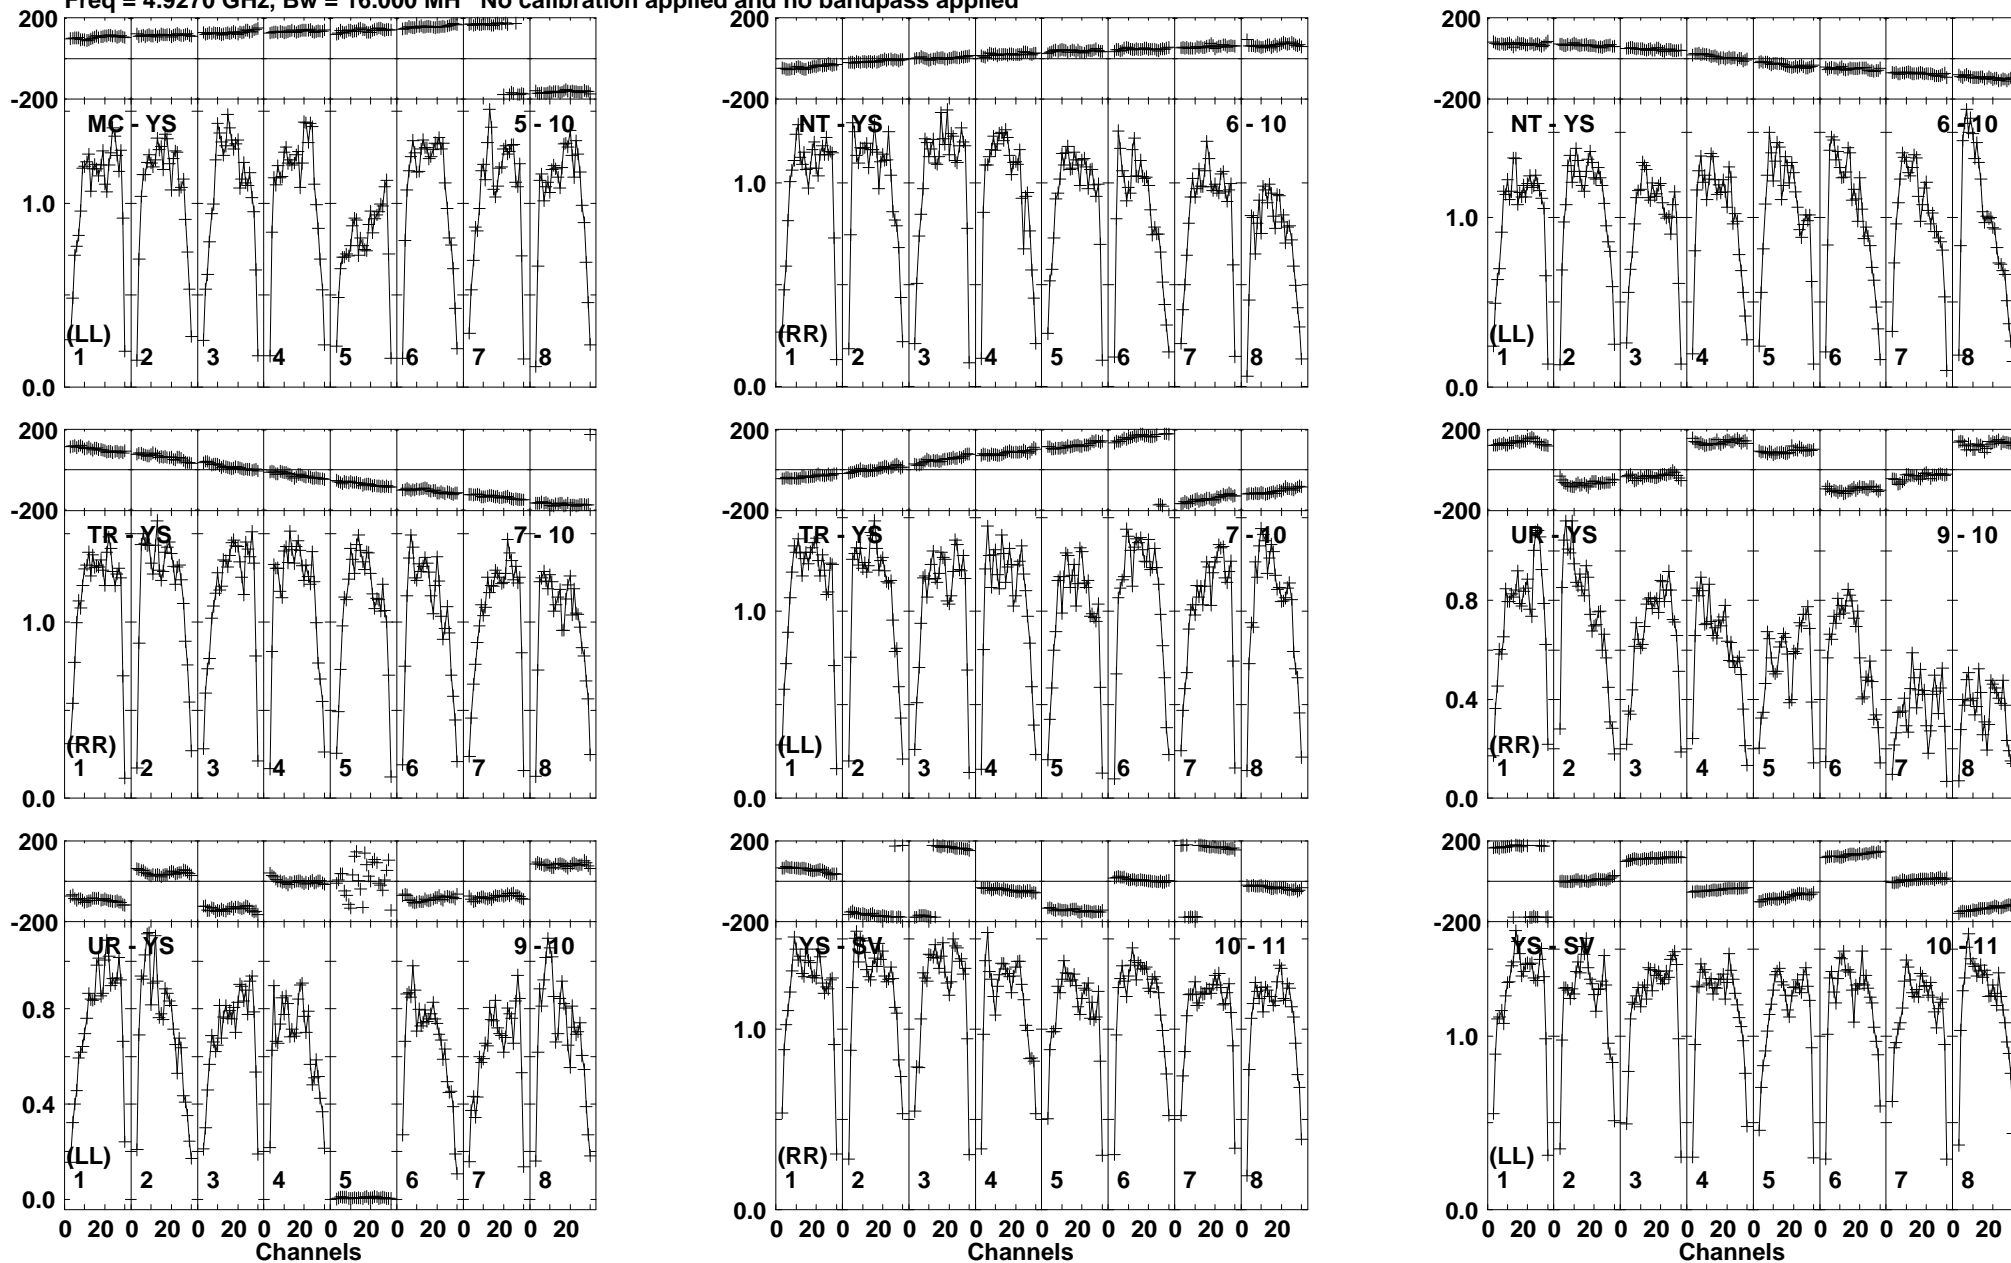 Freq = 4.9270 GHz, Bw = 16.000 MH No calibration applied and no bandpass applied
200 200 200
-200 -200 -200
MC - YS 5 - 10 NT - YS 6 - 10 NT - YS 6 - 10
1.0 1.0 1.0
(LL) (RR) (LL)
1 2 3 4 5 6 7 8 1 2 3 4 5 6 7 8 1 2 3 4 5 6 7 8
0.0 0.0 0.0
200 200 200
-200 -200 -200
TR - YS 7 - 10 TR - YS 7 - 10 UR - YS 9 - 10
1.0 1.0 0.8
0.4
(RR) (LL) (RR)
1 2 3 4 5 6 7 8 1 2 3 4 5 6 7 8 1 2 3 4 5 6 7 8
0.0 0.0 0.0
200 200 200
-200 -200 -200
UR - YS 9 - 10 YS - SV 10 - 11 YS - SV 10 - 11
0.8 1.0 1.0
0.4
(LL) (RR) (LL)
1 2 3 4 5 6 7 8 1 2 3 4 5 6 7 8 1 2 3 4 5 6 7 8
0.0 0.0 0.0
0 20 0 20 0 20 0 20 0 20 0 20 0 20 0 20 0 20 0 20 0 20 0 20 0 20 0 20 0 20 0 20 0 20 0 20 0 20 0 20 0 20 0 20 0 20 0 20
Channels Channels Channels